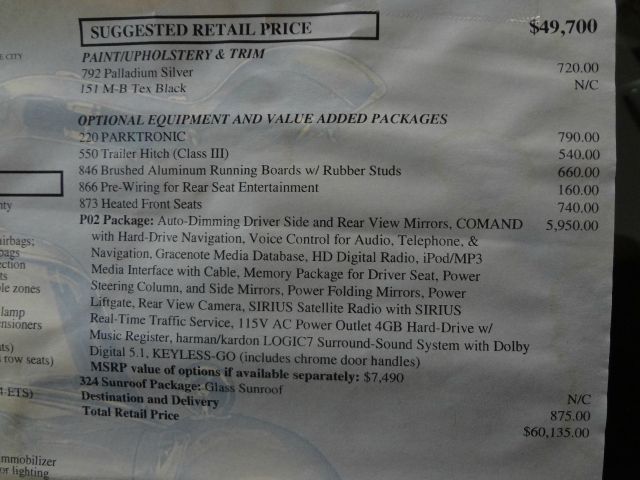 SUGGESTED RETAIL PRICE $49,700
E CITY
PAINT/UPHOLSTERY & TRIM
792 Palladium Silver 720.00
151 M-B Tex Black N/C
OPTIONAL EQUIPMENT AND VALUE ADDED PACKAGES
220 PARKTRONIC 790.00
550 Trailer Hitch (Class III) 540.00
846 Brushed Aluminum Running Boards w/ Rubber Studs 660.00
866 Pre-Wiring for Rear Seat Entertainment 160.00
873 Heated Front Seats 740.00
P02 Package: Auto-Dimming Driver Side and Rear View Mirrors, COMAND 5,950.00
with Hard-Drive Navigation, Voice Control for Audio, Telephone, &
Navigation, Gracenote Media Database, HD Digital Radio, iPod/MP3
Media Interface with Cable, Memory Package for Driver Seat, Power
Steering Column, and Side Mirrors, Power Folding Mirrors, Power
Liftgate, Rear View Camera, SIRIUS Satellite Radio with SIRIUS
Real-Time Traffic Service, 115V AC Power Outlet 4GB Hard-Drive w/
Music Register, harman/kardon LOGIC7 Surround-Sound System with Dolby
Digital 5.1, KEYLESS-GO (includes chrome door handles)
MSRP value of options if available separately: $7,490
324 Sunroof Package: Glass Sunroof N/C
Destination and Delivery 875.00
Total Retail Price $60,135.00
nty
airbags;
bags
ection
ts
le zones
lamp
ensioners
ats)
row seats)
4-ETS)
mmobilizer
or lighting